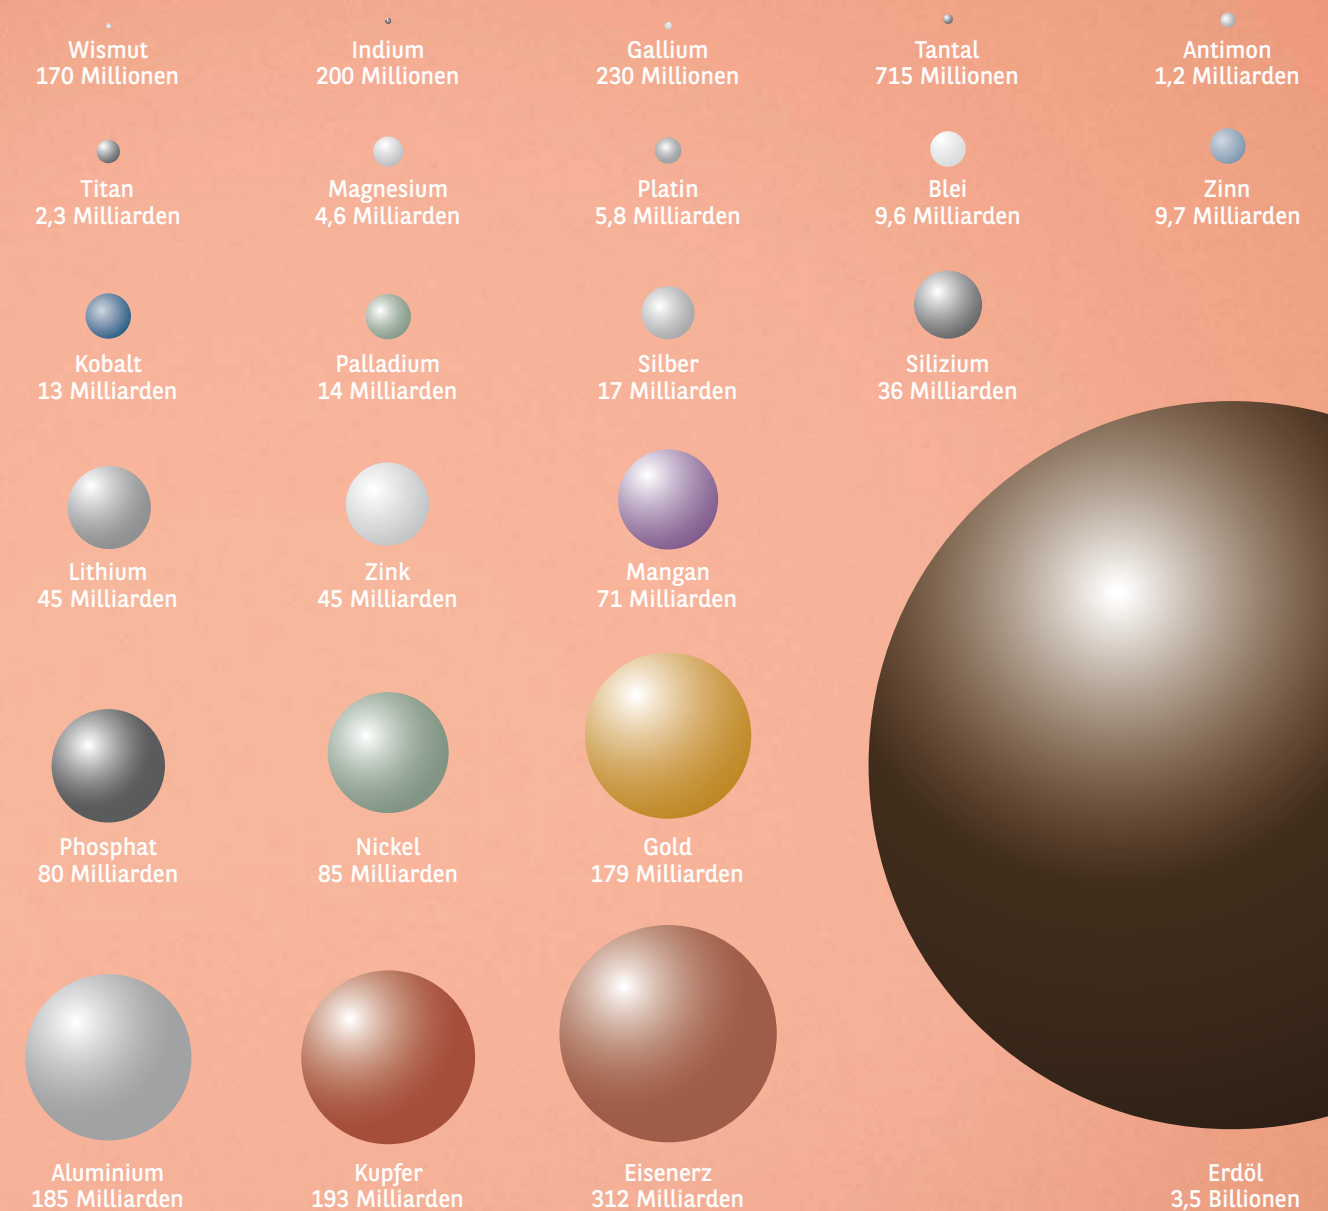 Wismut
170 Millionen
Indium
200 Millionen
Gallium
230 Millionen
Tantal
715 Millionen
Antimon
1,2 Milliarden
Titan
2,3 Milliarden
Magnesium
4,6 Milliarden
Platin
5,8 Milliarden
Blei
9,6 Milliarden
Zinn
9,7 Milliarden
Kobalt
13 Milliarden
Palladium
14 Milliarden
Silber
17 Milliarden
Silizium
36 Milliarden
Lithium
45 Milliarden
Zink
45 Milliarden
Mangan
71 Milliarden
Phosphat
80 Milliarden
Nickel
85 Milliarden
Gold
179 Milliarden
Aluminium
185 Milliarden
Kupfer
193 Milliarden
Eisenerz
312 Milliarden
Erdöl
3,5 Billionen